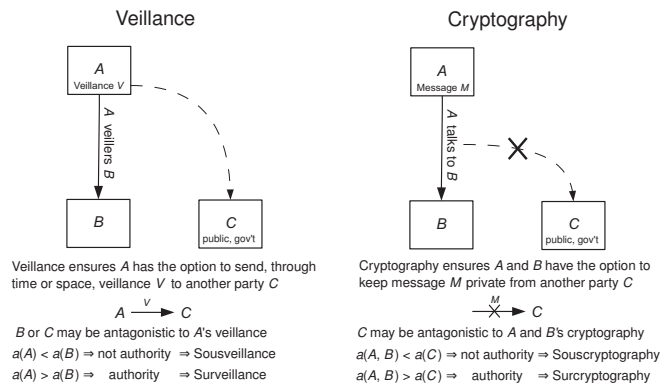 Veillance
A
Veillance V
A veillers B
B
C
public, gov't
Veillance ensures A has the option to send, through
time or space, veillance V to another party C
A V C
B or C may be antagonistic to A's veillance
a(A) < a(B) ⇒ not authority ⇒ Sousveillance
a(A) > a(B) ⇒ authority ⇒ Surveillance
Cryptography
A
Message M
A talks to B
B
C
public, gov't
Cryptography ensures A and B have the option to
keep message M private from another party C
M C
C may be antagonistic to A and B's cryptography
a(A, B) < a(C) ⇒ not authority ⇒ Souscryptography
a(A, B) > a(C) ⇒ authority ⇒ Surcryptography